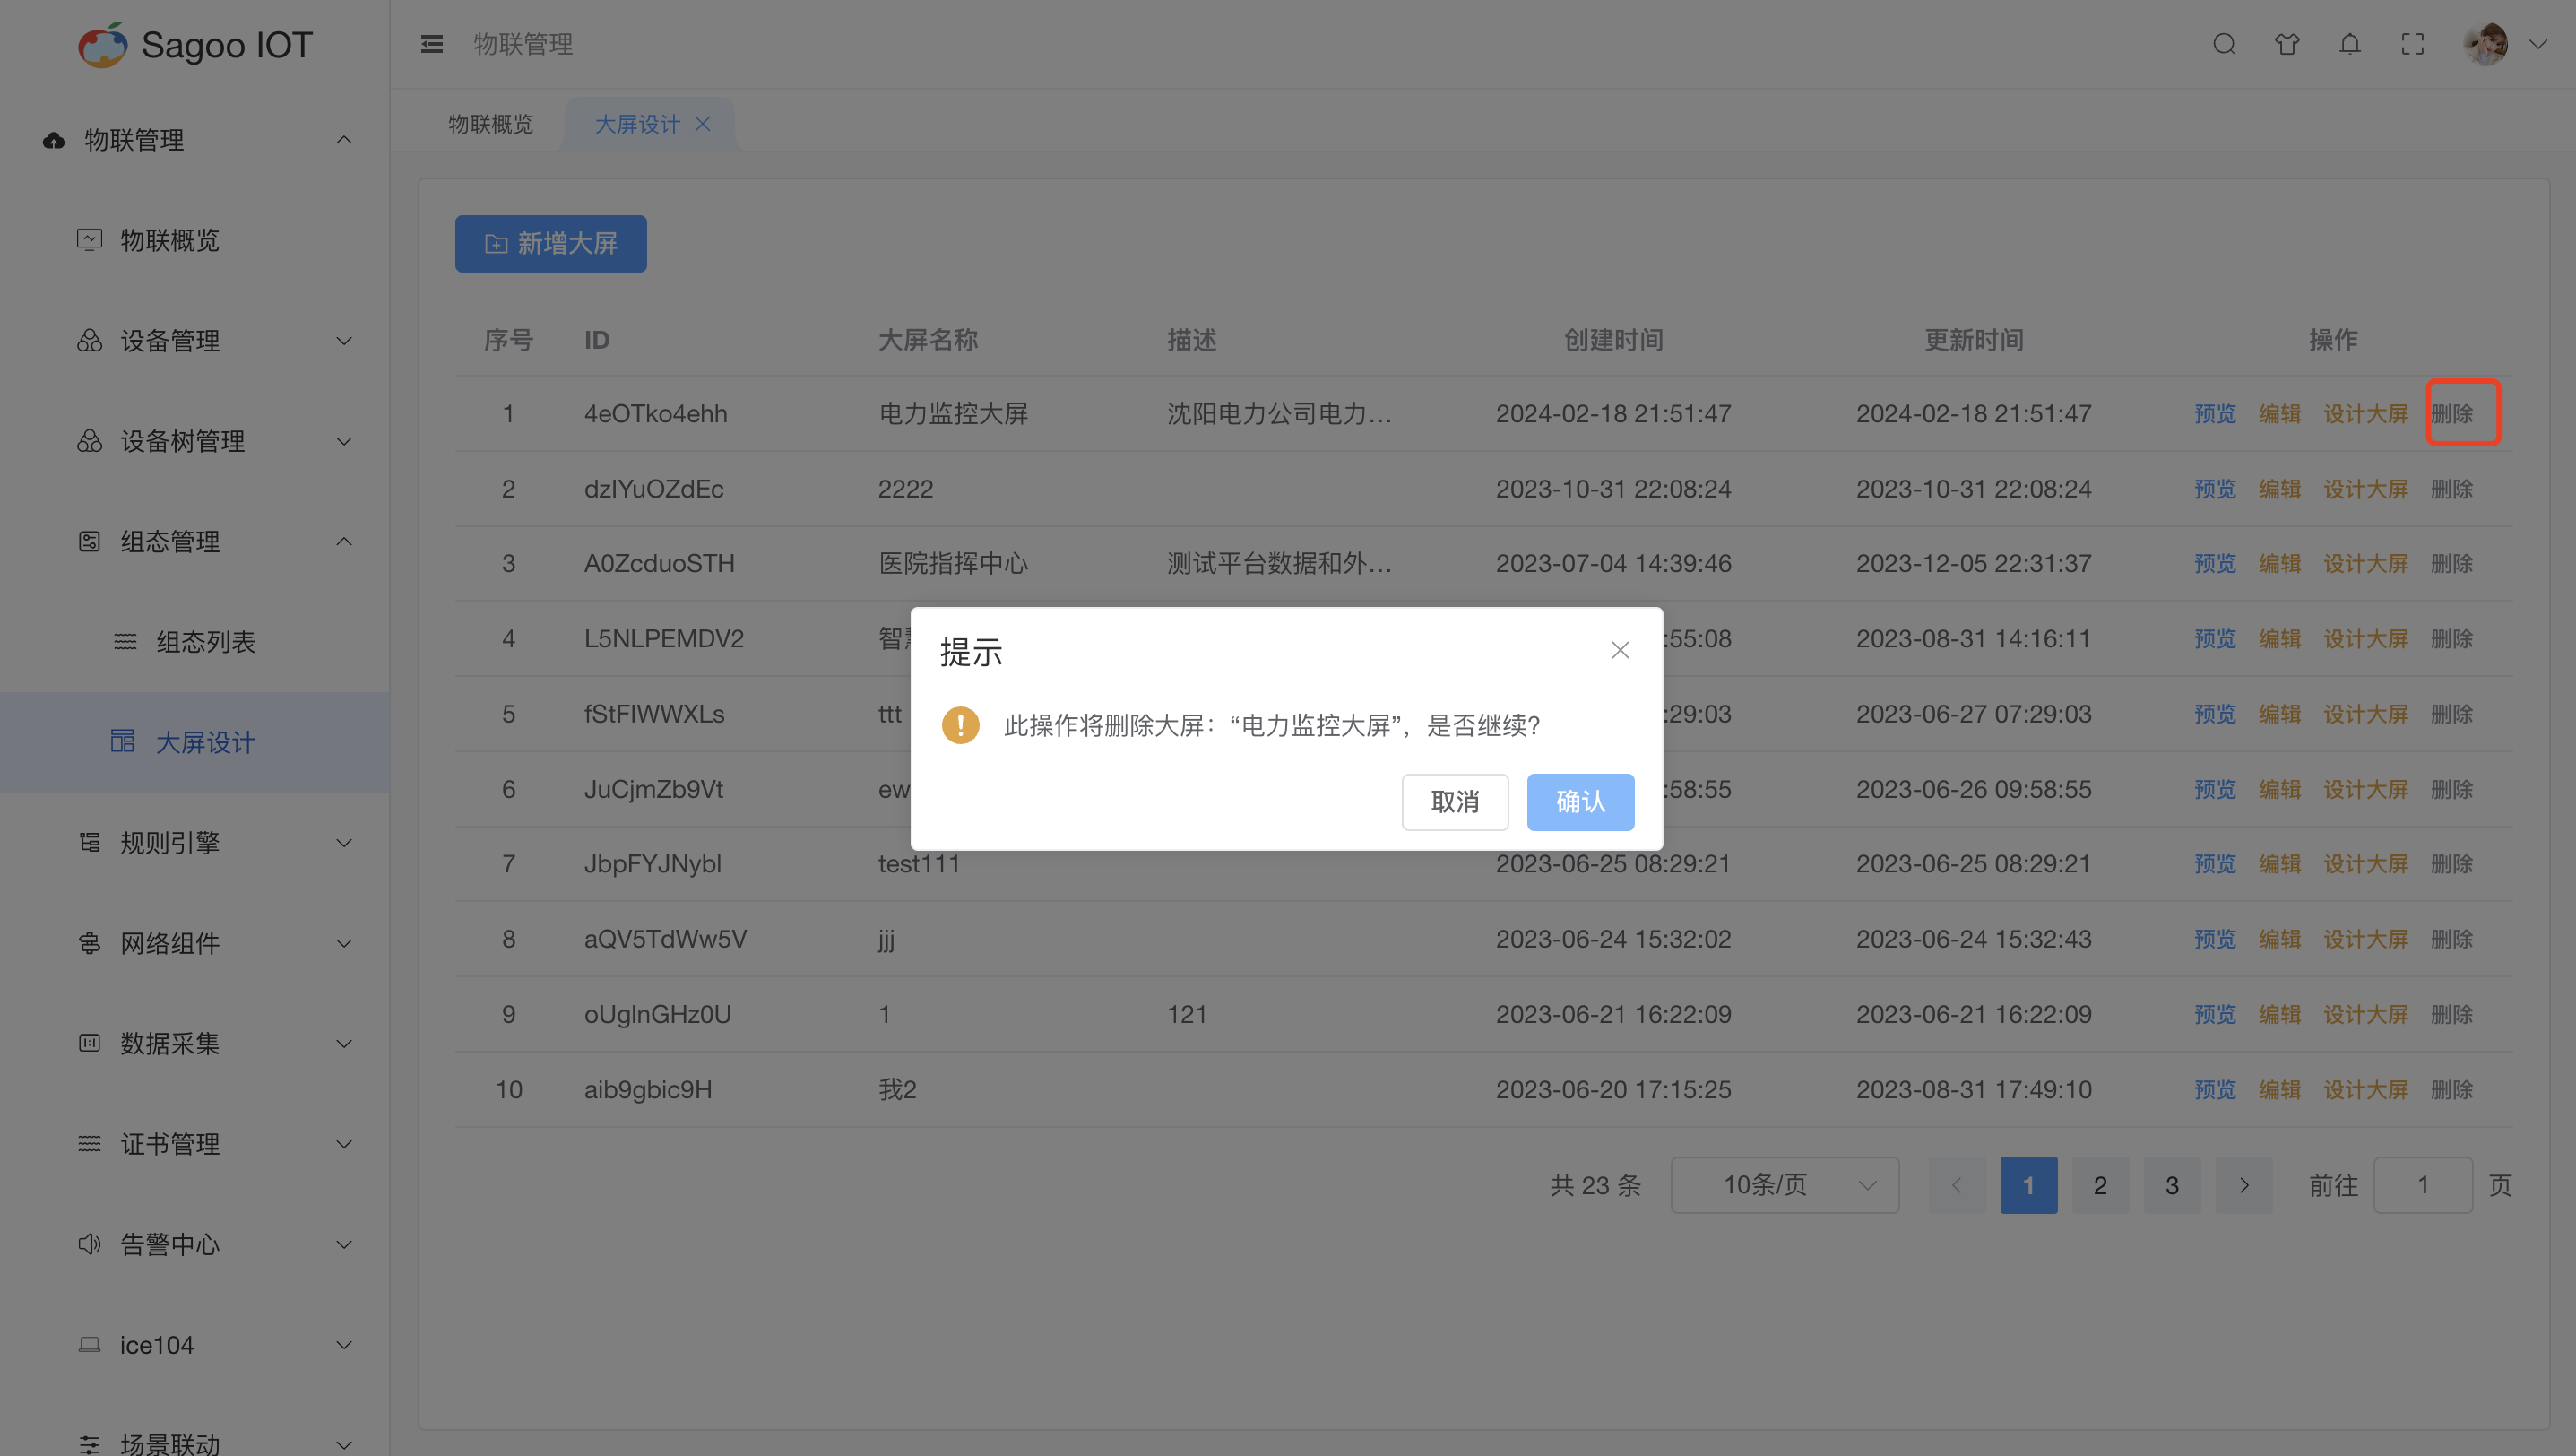 Sagoo IOT
物联管理
物联管理
物联概览
设备管理
设备树管理
组态管理
组态列表
大屏设计
规则引擎
网络组件
数据采集
证书管理
告警中心
ice104
场景联动
物联概览 大屏设计
新增大屏
序号 ID 大屏名称 描述 创建时间 更新时间 操作
1 4eOTko4ehh 电力监控大屏 沈阳电力公司电力... 2024-02-18 21:51:47 2024-02-18 21:51:47 预览 编辑 设计大屏 删除
2 dzIYuOZdEc 2222 2023-10-31 22:08:24 2023-10-31 22:08:24 预览 编辑 设计大屏 删除
3 A0ZcduoSTH 医院指挥中心 测试平台数据和外... 2023-07-04 14:39:46 2023-12-05 22:31:37 预览 编辑 设计大屏 删除
4 L5NLPEMDV2 :55:08 2023-08-31 14:16:11 预览 编辑 设计大屏 删除
5 fStFIWWXLs ttt :29:03 2023-06-27 07:29:03 预览 编辑 设计大屏 删除
6 JuCjmZb9Vt ew :58:55 2023-06-26 09:58:55 预览 编辑 设计大屏 删除
7 JbpFYJNybl test111 2023-06-25 08:29:21 2023-06-25 08:29:21 预览 编辑 设计大屏 删除
8 aQV5TdWw5V jjj 2023-06-24 15:32:02 2023-06-24 15:32:43 预览 编辑 设计大屏 删除
9 oUglnGHz0U 1 121 2023-06-21 16:22:09 2023-06-21 16:22:09 预览 编辑 设计大屏 删除
10 aib9gbic9H 我2 2023-06-20 17:15:25 2023-08-31 17:49:10 预览 编辑 设计大屏 删除
提示
此操作将删除大屏：“电力监控大屏”，是否继续?
取消 确认
共 23 条 10条/页 1 2 3 前往 1 页